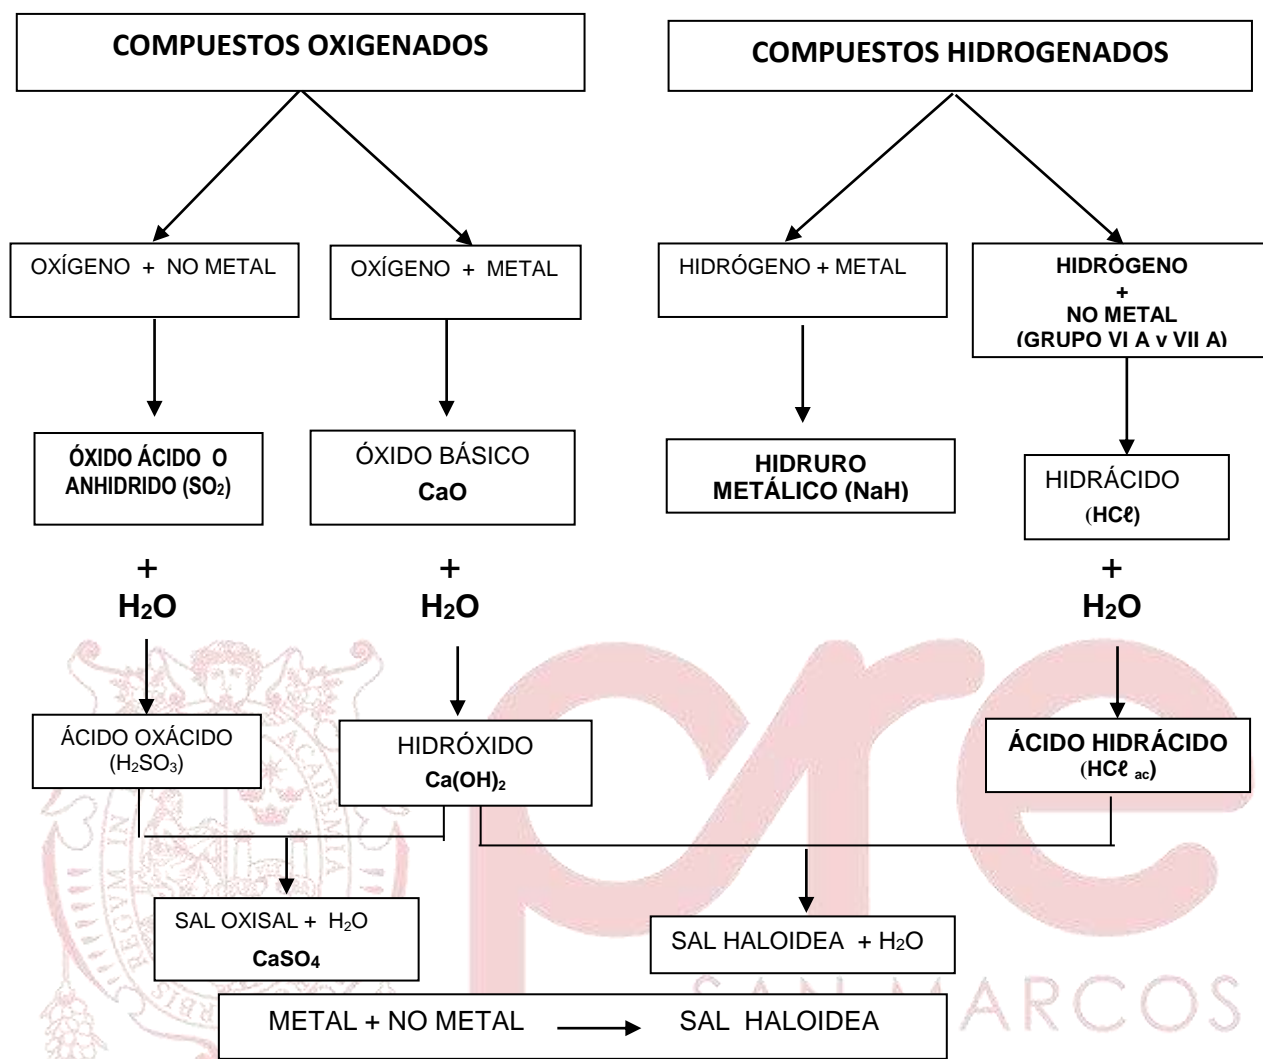 COMPUESTOS OXIGENADOS
COMPUESTOS HIDROGENADOS
OXÍGENO + NO METAL
OXÍGENO + METAL
HIDRÓGENO + METAL
HIDRÓGENO
+
NO METAL
(GRUPO VI A y VII A)
ÓXIDO ÁCIDO O
ANHIDRIDO (SO₂)
ÓXIDO BÁSICO
CaO
HIDRURO
METÁLICO (NaH)
HIDRÁCIDO
(HCℓ)
+
H₂O
+
H₂O
+
H₂O
ÁCIDO OXÁCIDO
(H₂SO₃)
HIDRÓXIDO
Ca(OH)₂
ÁCIDO HIDRÁCIDO
(HCℓ ac)
SAL OXISAL + H₂O
CaSO₄
SAL HALOIDEA + H₂O
METAL + NO METAL → SAL HALOIDEA
pre
SAN MARCOS